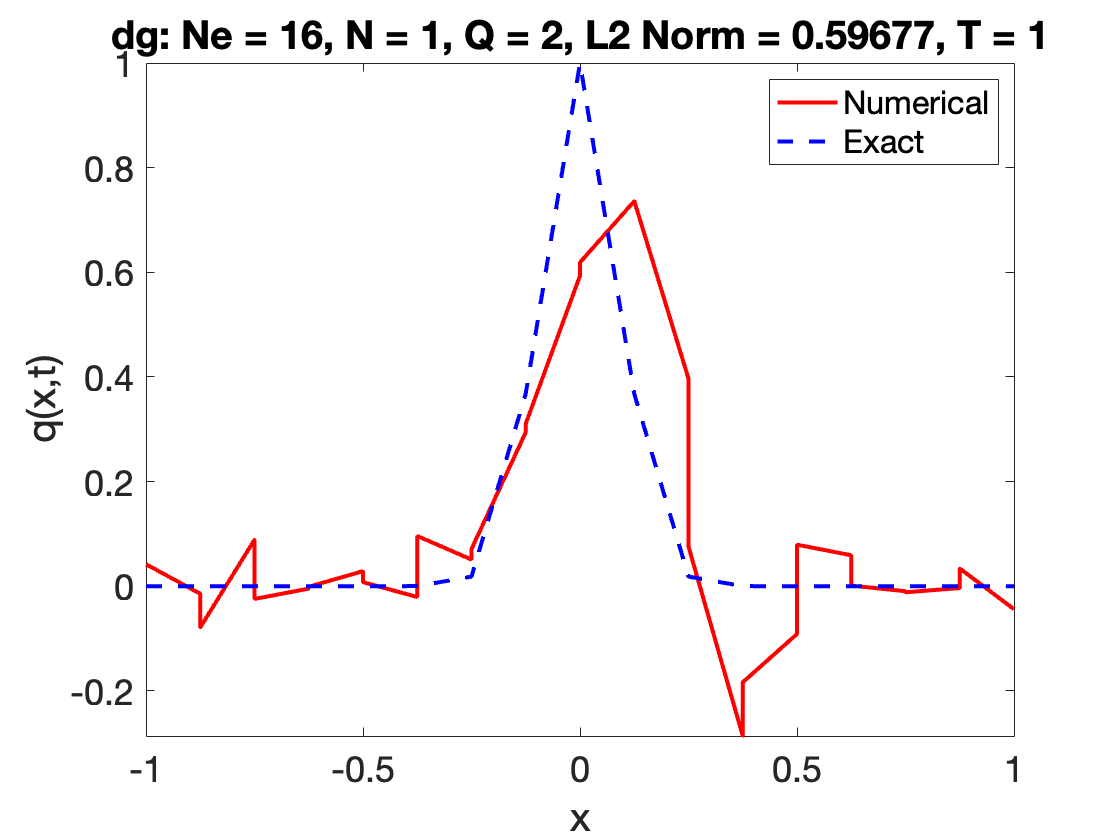 dg: Ne = 16, N = 1, Q = 2, L2 Norm = 0.59677, T = 1
Numerical
Exact
1
0.8
0.6
0.4
0.2
0
-0.2
q(x,t)
-1
-0.5
0
0.5
1
x